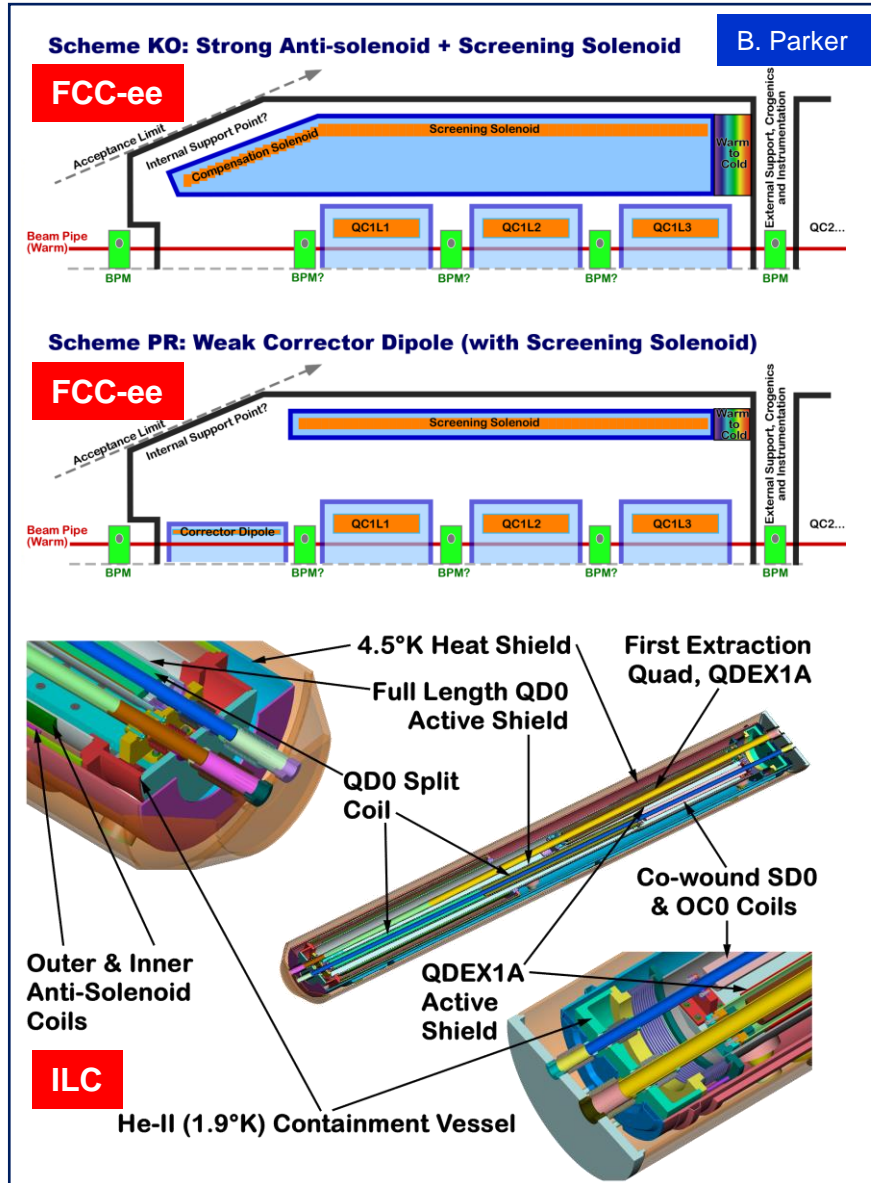 Scheme KO: Strong Anti-solenoid + Screening Solenoid
B. Parker
FCC-ee
Acceptance Limit
Internal Support Point?
Compensation Solenoid
Screening Solenoid
Warm
to
Cold
External Support, Crogenics
and Instrumentation
Beam Pipe
(Warm)
QC1L1
QC1L2
QC1L3
QC2...
BPM
BPM?
BPM?
BPM?
BPM
Scheme PR: Weak Corrector Dipole (with Screening Solenoid)
FCC-ee
Acceptance Limit
Internal Support Point?
Screening Solenoid
Warm
to
Cold
External Support, Crogenics
and Instrumentation
Beam Pipe
(Warm)
Corrector Dipole
QC1L1
QC1L2
QC1L3
QC2...
BPM
BPM?
BPM?
BPM?
BPM
4.5°K Heat Shield
First Extraction
Quad, QDEX1A
Full Length QD0
Active Shield
QD0 Split
Coil
Co-wound SD0
& OC0 Coils
Outer & Inner
Anti-Solenoid
Coils
QDEX1A
Active
Shield
ILC
He-II (1.9°K) Containment Vessel